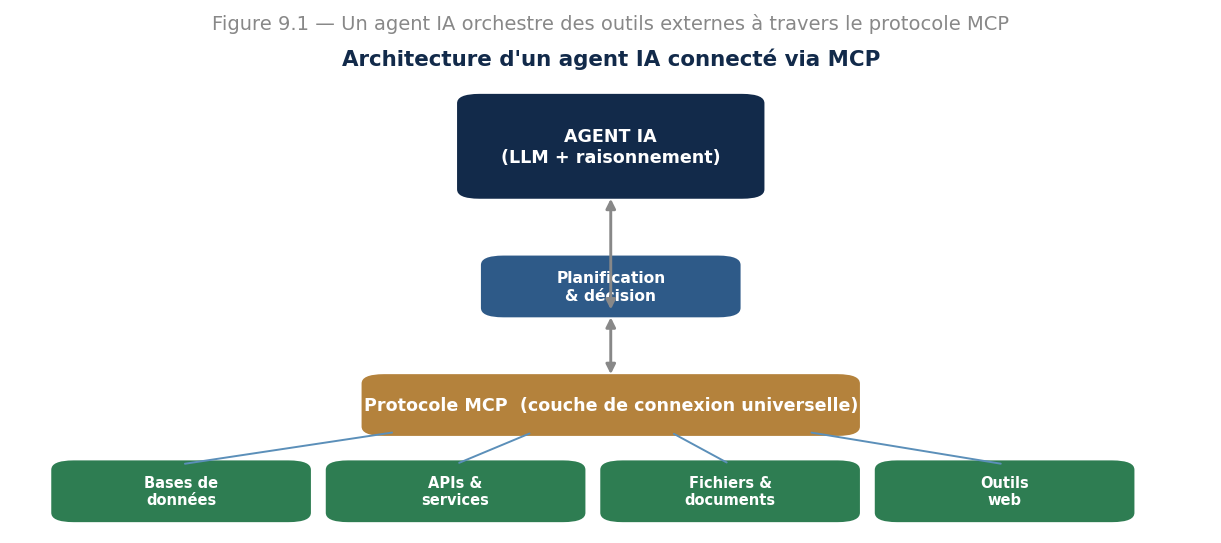 Figure 9.1 — Un agent IA orchestre des outils externes à travers le protocole MCP
Architecture d'un agent IA connecté via MCP
AGENT IA
(LLM + raisonnement)
Planification
& décision
Protocole MCP  (couche de connexion universelle)
Bases de
données
APIs &
services
Fichiers &
documents
Outils
web